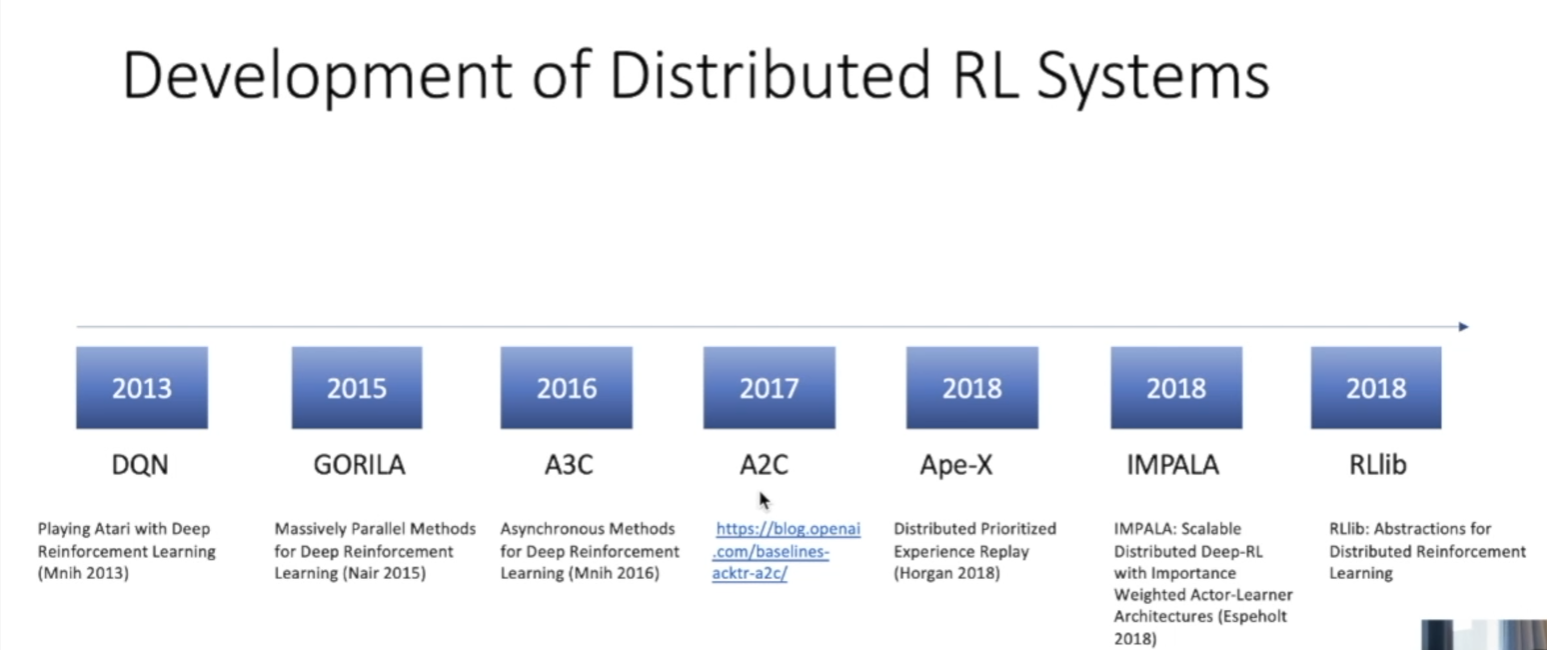 Development of Distributed RL Systems
2013
2015
2016
2017
2018
2018
2018
DQN
GORILA
A3C
A2C
Ape-X
IMPALA
RLlib
Playing Atari with Deep
Reinforcement Learning
(Mnih 2013)
Massively Parallel Methods
for Deep Reinforcement
Learning (Nair 2015)
Asynchronous Methods
for Deep Reinforcement
Learning (Mnih 2016)
https://blog.openai
.com/baselines-
acktr-a2c/
Distributed Prioritized
Experience Replay
(Horgan 2018)
IMPALA: Scalable
Distributed Deep-RL
with Importance
Weighted Actor-Learner
Architectures (Espeholt
2018)
RLlib: Abstractions for
Distributed Reinforcement
Learning